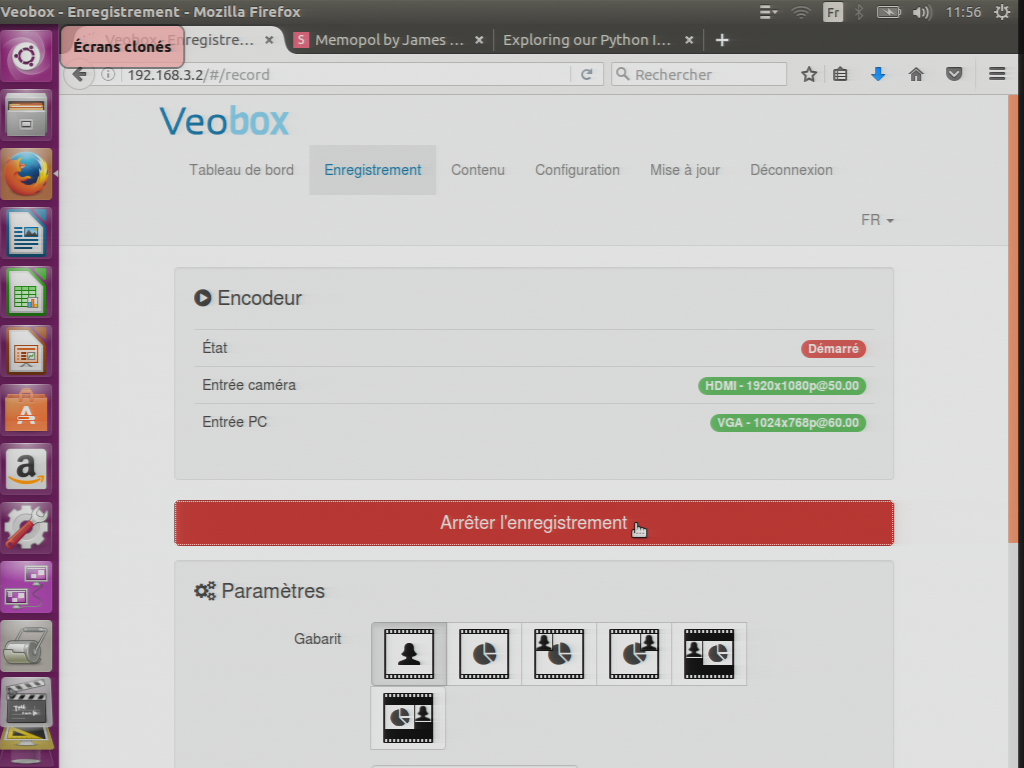 Veobox - Enregistrement - Mozilla Firefox
Fr
11:56
Écrans clonés
Veobox - Enregistre...
S Memopol by James ...
Exploring our Python I...
192.168.3.2/#/record
Rechercher
Veobox
Tableau de bord
Enregistrement
Contenu
Configuration
Mise à jour
Déconnexion
FR
Encodeur
État
Démarré
Entrée caméra
HDMI - 1920x1080p@50.00
Entrée PC
VGA - 1024x768p@60.00
Arrêter l'enregistrement
Paramètres
Gabarit